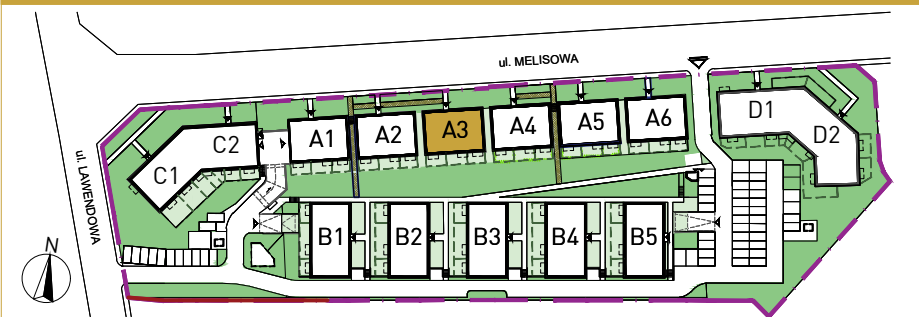 ul. MELISOWA
ul. LAWENDOWA
C1
C2
A1
A2
A3
A4
A5
A6
D1
D2
B1
B2
B3
B4
B5
N